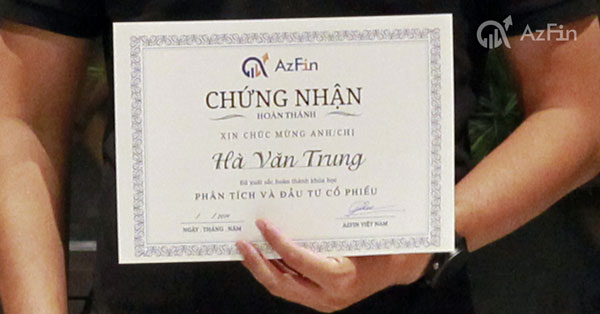 AzFin
AzFin
CHỨNG NHẬN
HOÀN THÀNH
XIN CHÚC MỪNG ANH/CHỊ
Hà Văn Trung
Đã xuất sắc hoàn thành khóa học
PHÂN TÍCH VÀ ĐẦU TƯ CỔ PHIẾU
NGÀY THÁNG NĂM
AZFIN VIỆT NAM